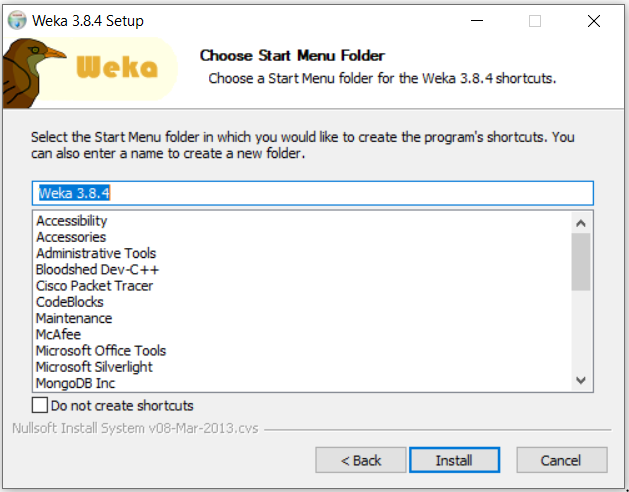 Weka 3.8.4 Setup
Weka
Choose Start Menu Folder
Choose a Start Menu folder for the Weka 3.8.4 shortcuts.
Select the Start Menu folder in which you would like to create the program's shortcuts. You
can also enter a name to create a new folder.
Weka 3.8.4
Accessibility
Accessories
Administrative Tools
Bloodshed Dev-C++
Cisco Packet Tracer
CodeBlocks
Maintenance
McAfee
Microsoft Office Tools
Microsoft Silverlight
MongoDB Inc
Do not create shortcuts
Nullsoft Install System v08-Mar-2013.cvs
< Back Install Cancel